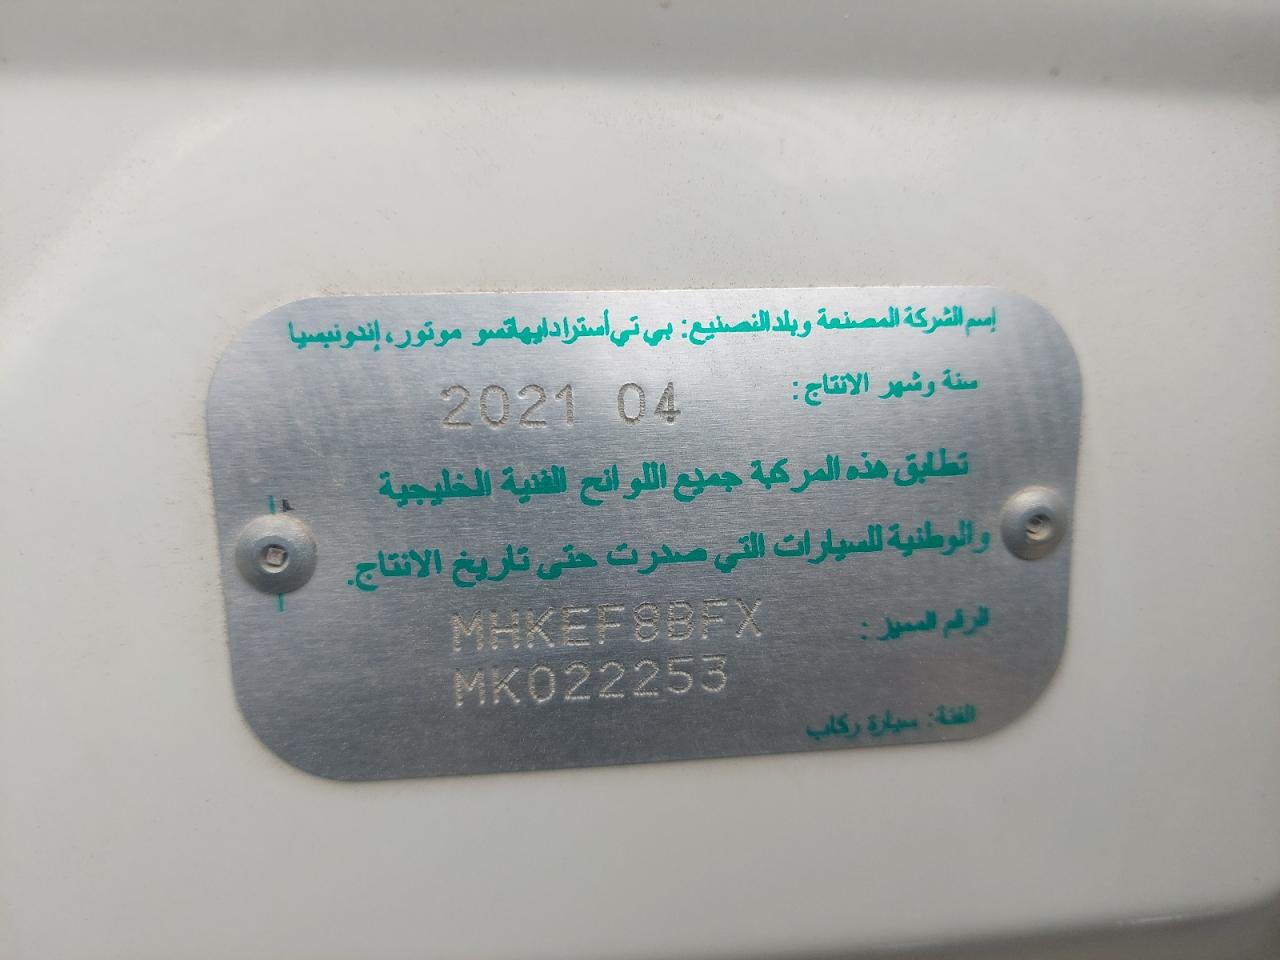 إسم الشركة المصنعة وبلد التصنيع: بي تي أسترا دايهاتسو موتور، إندونيسيا
سنة وشهر الانتاج: 2021 04
تطابق هذه المركبة جميع اللوائح الفنية الخليجية
والوطنية للسيارات التي صدرت حتى تاريخ الانتاج.
الرقم المميز: MHKEF8BFX
MK022253
الفئة: سيارة ركاب